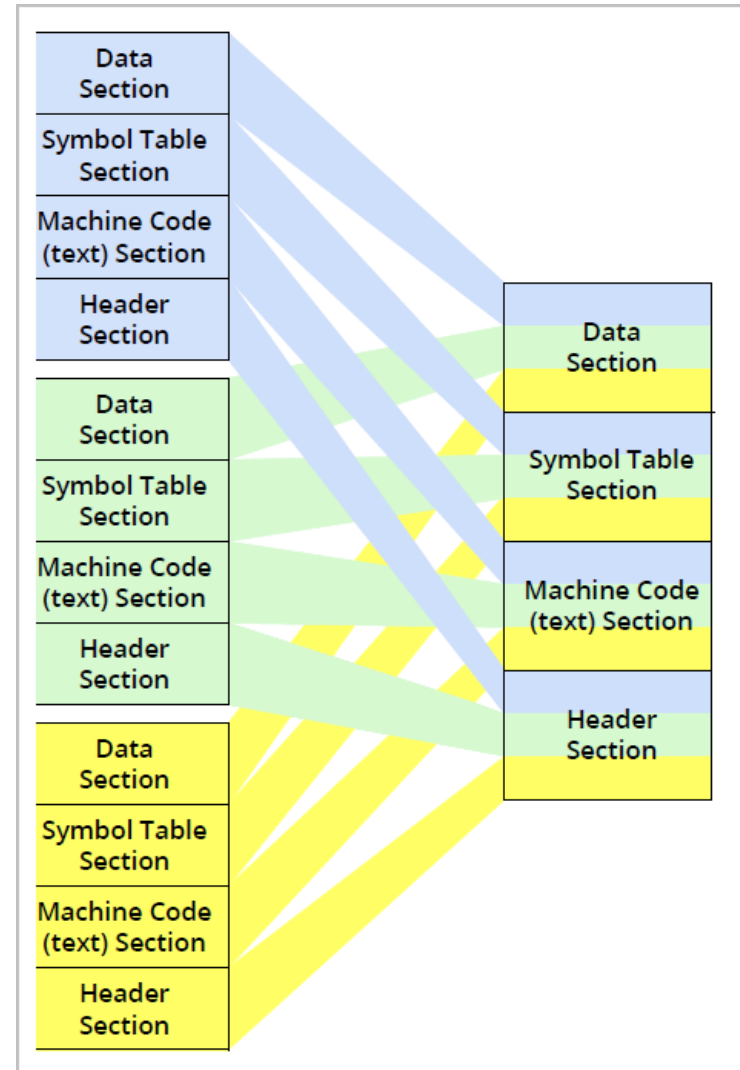 Data
Section
Symbol Table
Section
Machine Code
(text) Section
Header
Section
Data
Section
Symbol Table
Section
Machine Code
(text) Section
Header
Section
Data
Section
Symbol Table
Section
Machine Code
(text) Section
Header
Section
Data
Section
Symbol Table
Section
Machine Code
(text) Section
Header
Section